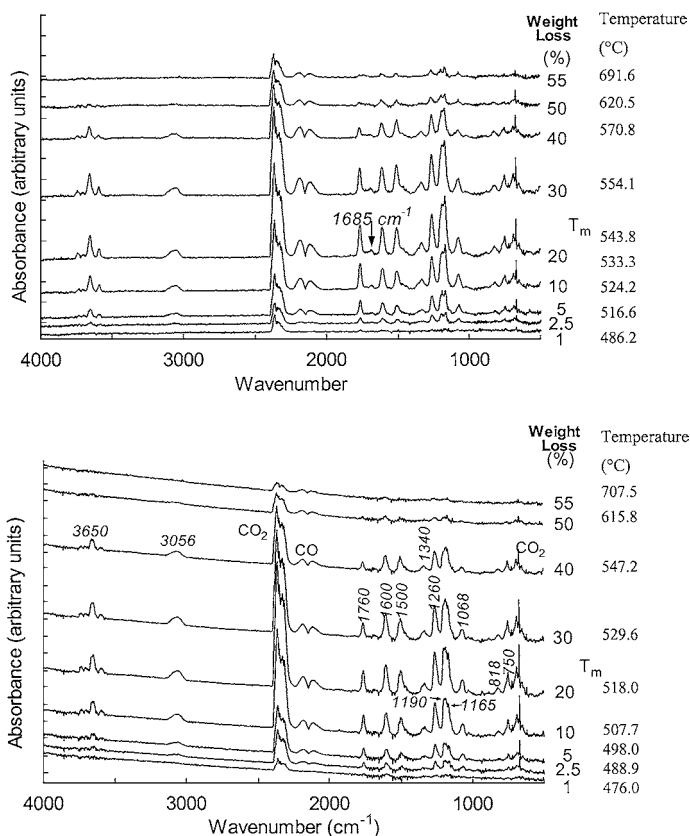 Weight
Loss
(%)
Temperature
(°C)
55 691.6
50 620.5
40 570.8
30 554.1
1685 cm-1
Tm
543.8
20
533.3
10 524.2
5 516.6
2.5
1 486.2
Absorbance (arbitrary units)
4000 3000 2000 1000
Wavenumber
Weight
Loss
(%)
Temperature
(°C)
55 707.5
50 615.8
3650 3056 CO2 CO 1340 CO2
40 547.2
1760 1600 1500 1260 1068
30 529.6
818 750
Tm
20 518.0
1190 1165
10 507.7
5 498.0
2.5 488.9
1 476.0
Absorbance (arbitrary units)
4000 3000 2000 1000
Wavenumber (cm-1)